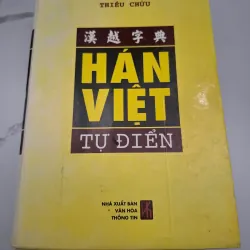 THIỀU CHỬU
漢越字典
HÁN VIỆT
TỰ ĐIỂN
NHÀ XUẤT BẢN
VĂN HÓA
THÔNG TIN